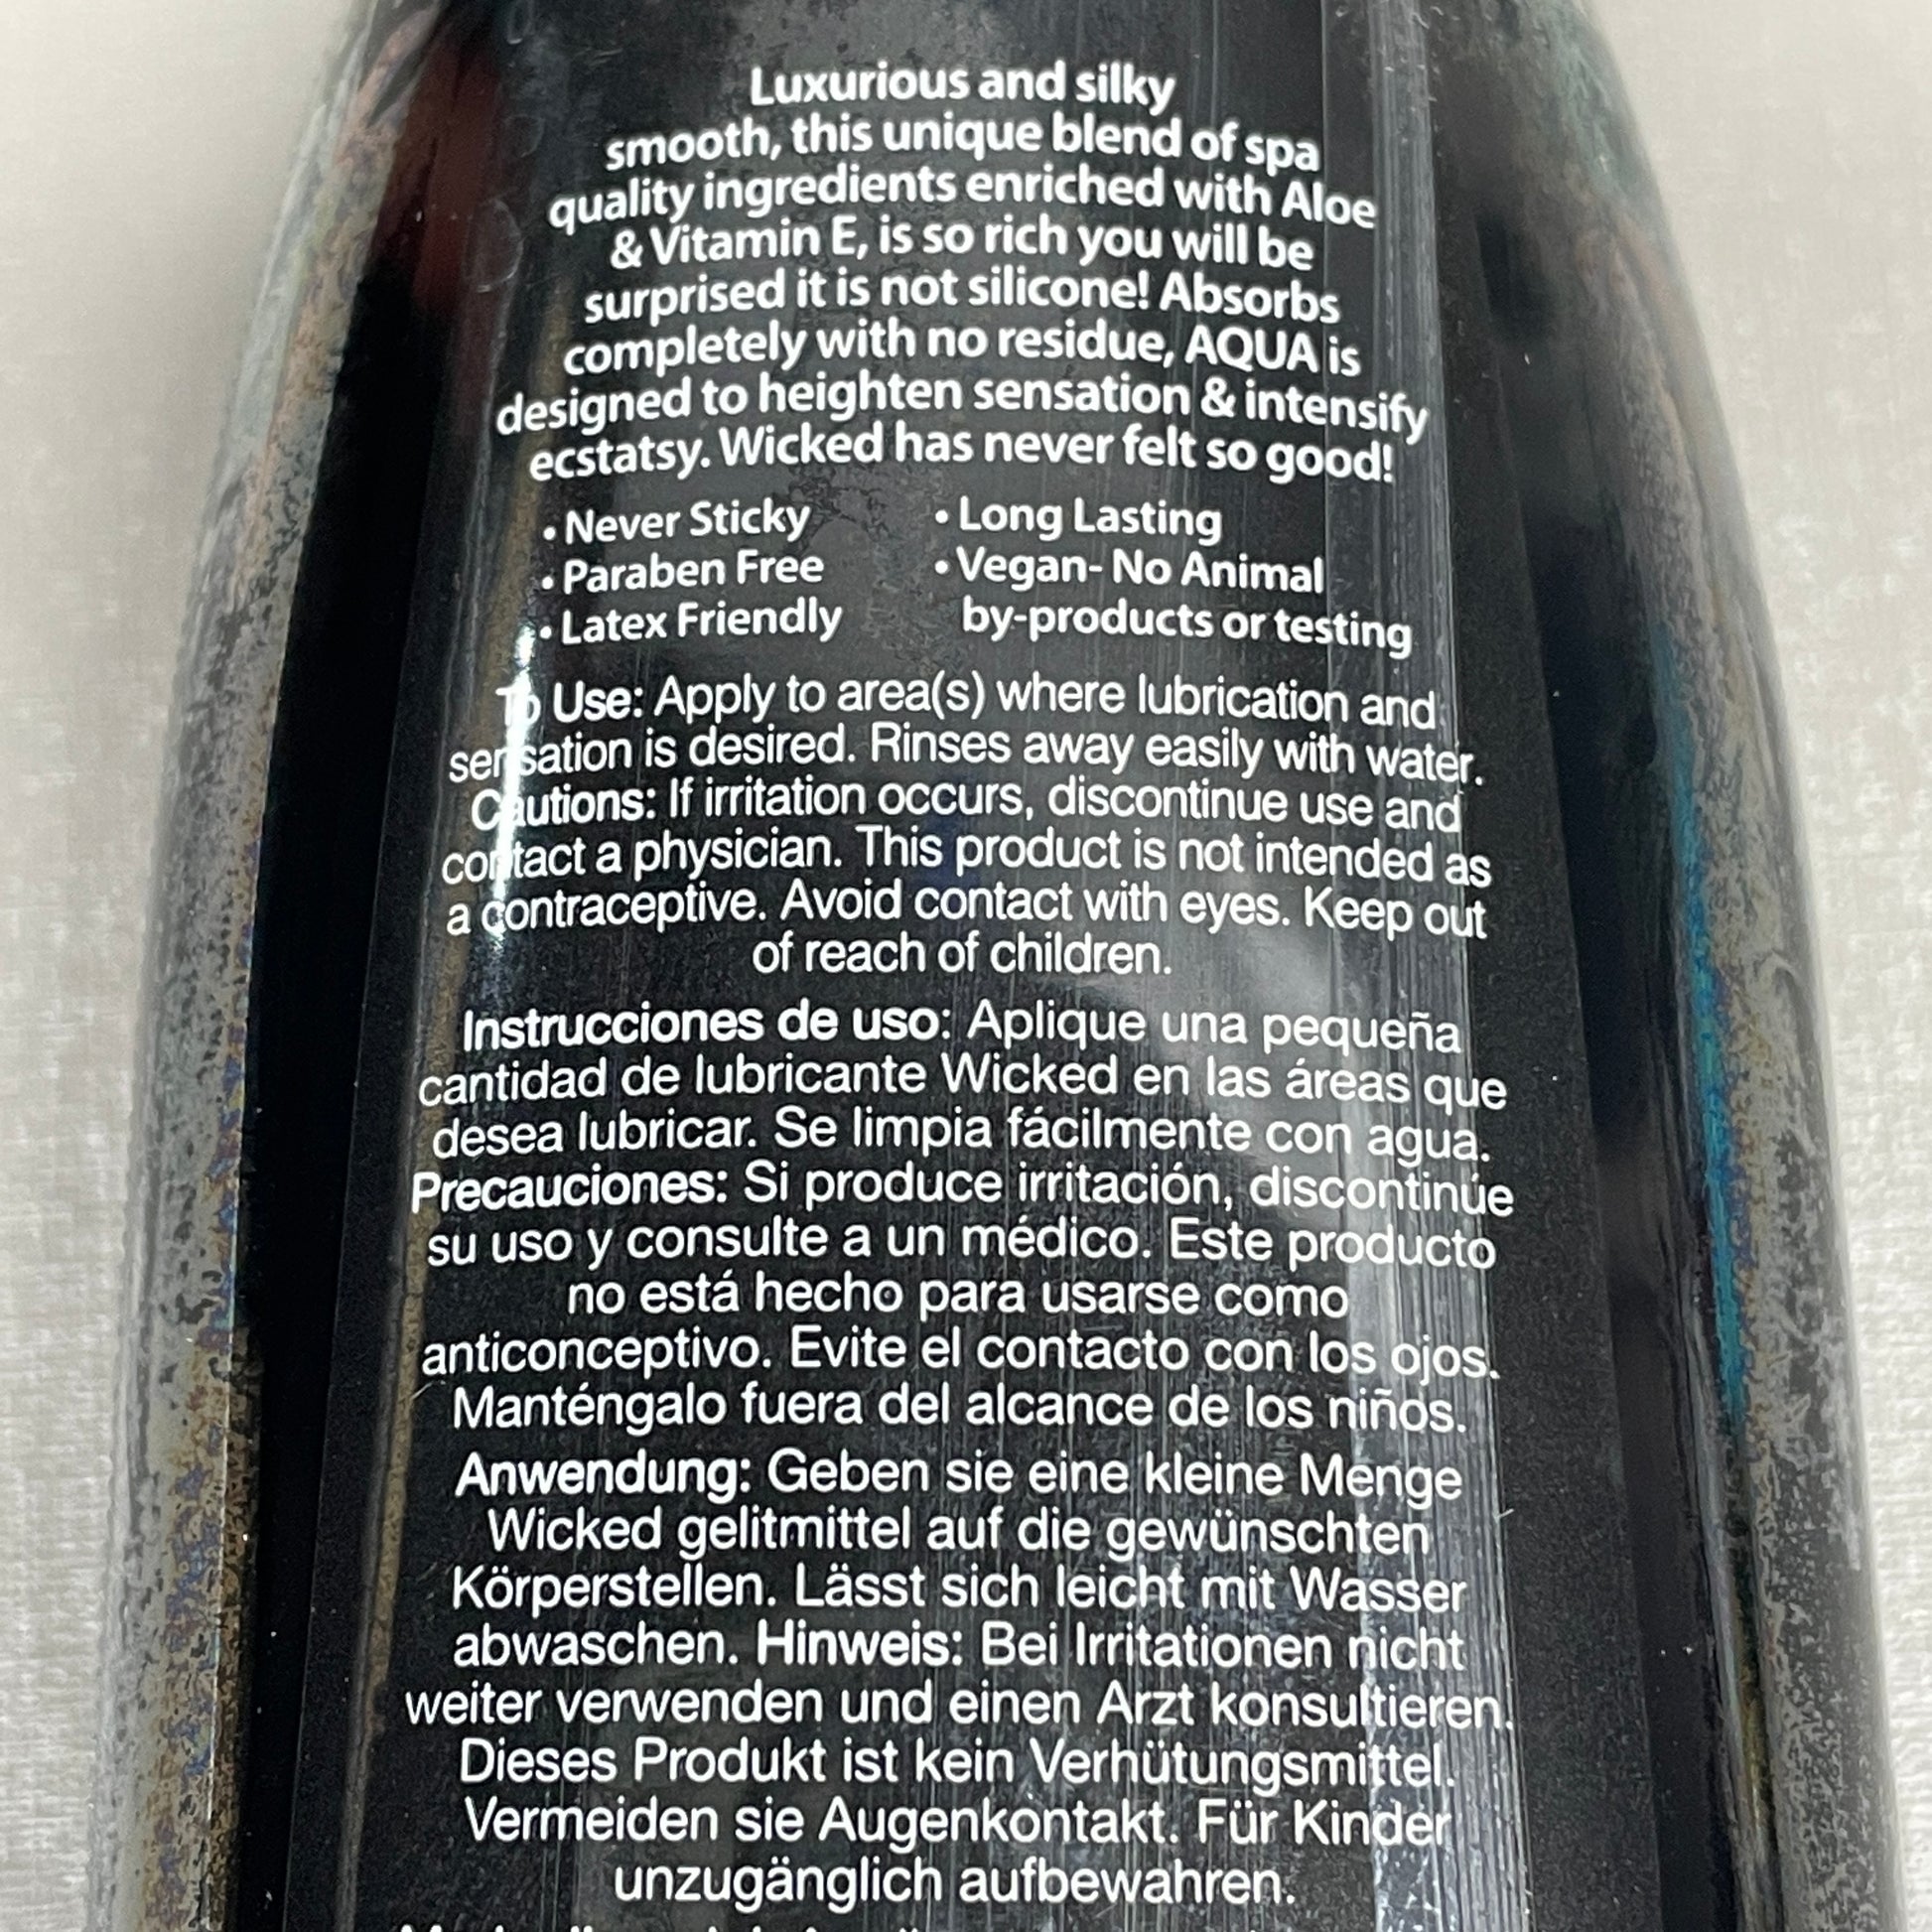 Luxurious and silky
smooth, this unique blend of spa
quality ingredients enriched with Aloe
& Vitamin E, is so rich you will be
surprised it is not silicone! Absorbs
completely with no residue, AQUA is
designed to heighten sensation & intensify
ecstatsy. Wicked has never felt so good!
• Never Sticky
• Paraben Free
• Latex Friendly
• Long Lasting
• Vegan- No Animal
by-products or testing
To Use: Apply to area(s) where lubrication and
sensation is desired. Rinses away easily with water.
Cautions: If irritation occurs, discontinue use and
contact a physician. This product is not intended as
a contraceptive. Avoid contact with eyes. Keep out
of reach of children.
Instrucciones de uso: Aplique una pequeña
cantidad de lubricante Wicked en las áreas que
desea lubricar. Se limpia fácilmente con agua.
Precauciones: Si produce irritación, discontinúe
su uso y consulte a un médico. Este producto
no está hecho para usarse como
anticonceptivo. Evite el contacto con los ojos.
Manténgalo fuera del alcance de los niños.
Anwendung: Geben sie eine kleine Menge
Wicked gelitmittel auf die gewünschten
Körperstellen. Lässt sich leicht mit Wasser
abwaschen. Hinweis: Bei Irritationen nicht
weiter verwenden und einen Arzt konsultieren.
Dieses Produkt ist kein Verhütungsmittel.
Vermeiden sie Augenkontakt. Für Kinder
unzugänglich aufbewahren.